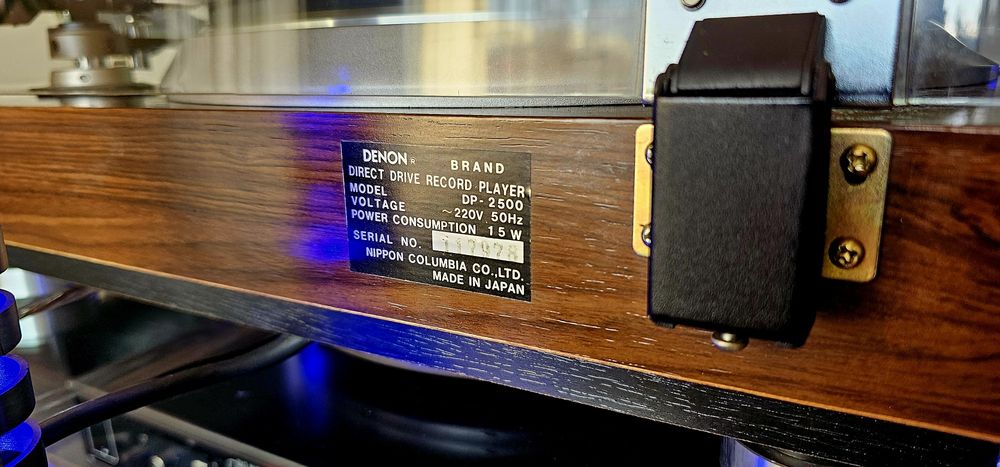 DENON® BRAND
DIRECT DRIVE RECORD PLAYER
MODEL DP-2500
VOLTAGE ~220V 50Hz
POWER CONSUMPTION 15W
SERIAL NO.
NIPPON COLUMBIA CO.,LTD.
MADE IN JAPAN